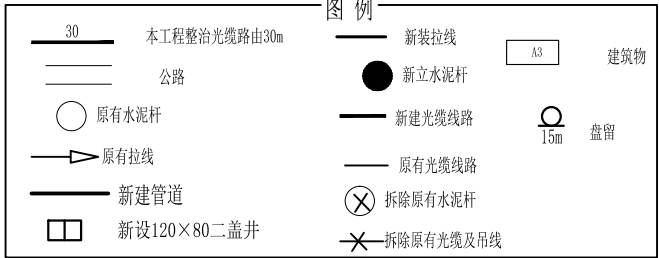 图 例
30 本工程整治光缆路由30m
公路
原有水泥杆
原有拉线
新建管道
新设120×80二盖井
新装拉线
新立水泥杆
新建光缆线路
原有光缆线路
拆除原有水泥杆
拆除原有光缆及吊线
A3 建筑物
15m 盘留